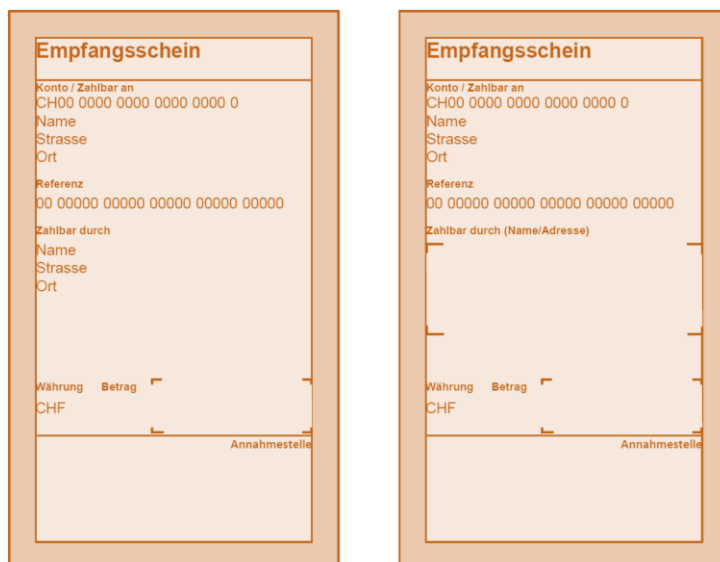 Empfangsschein
Konto / Zahlbar an
CH00 0000 0000 0000 0000 0
Name
Strasse
Ort
Referenz
00 00000 00000 00000 00000 00000
Zahlbar durch
Name
Strasse
Ort
Währung Betrag
CHF
Annahmestelle
Empfangsschein
Konto / Zahlbar an
CH00 0000 0000 0000 0000 0
Name
Strasse
Ort
Referenz
00 00000 00000 00000 00000 00000
Zahlbar durch (Name/Adresse)
Währung Betrag
CHF
Annahmestelle